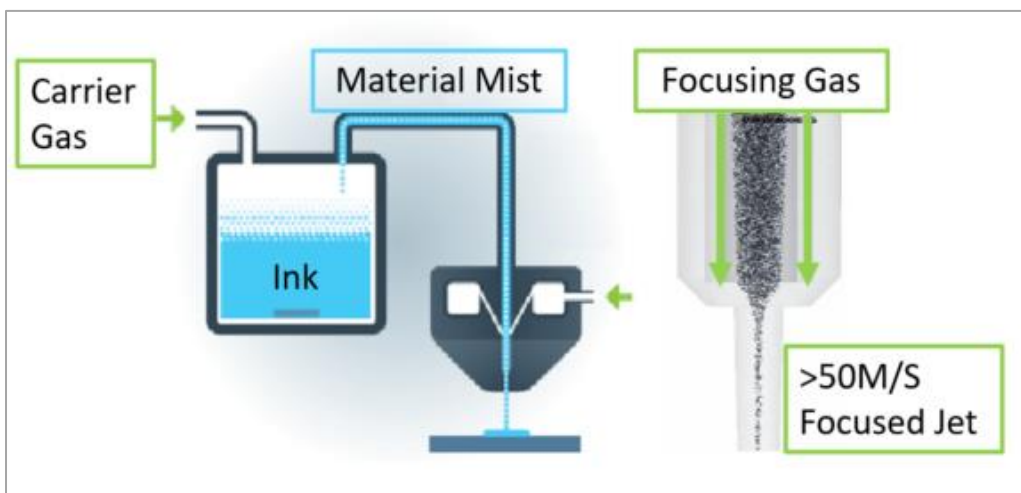 Carrier
Gas
Material Mist
Focusing Gas
Ink
>50M/S
Focused Jet